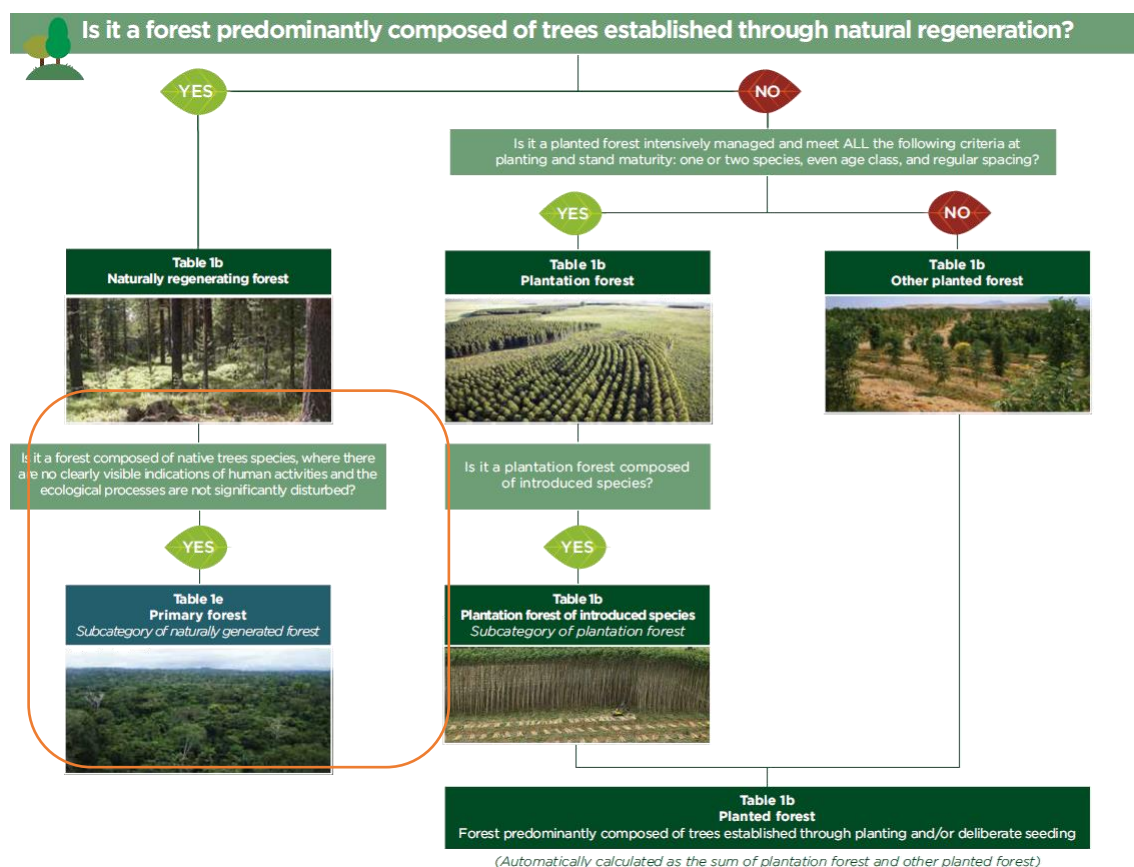 Is it a forest predominantly composed of trees established through natural regeneration?
YES
NO
Is it a planted forest intensively managed and meet ALL the following criteria at
planting and stand maturity: one or two species, even age class, and regular spacing?
YES
NO
Table 1b
Naturally regenerating forest
Table 1b
Plantation forest
Table 1b
Other planted forest
Is it a forest composed of native trees species, where there
are no clearly visible indications of human activities and the
ecological processes are not significantly disturbed?
Is it a plantation forest composed
of introduced species?
YES
YES
Table 1e
Primary forest
Subcategory of naturally generated forest
Table 1b
Plantation forest of introduced species
Subcategory of plantation forest
Table 1b
Planted forest
Forest predominantly composed of trees established through planting and/or deliberate seeding
(Automatically calculated as the sum of plantation forest and other planted forest)